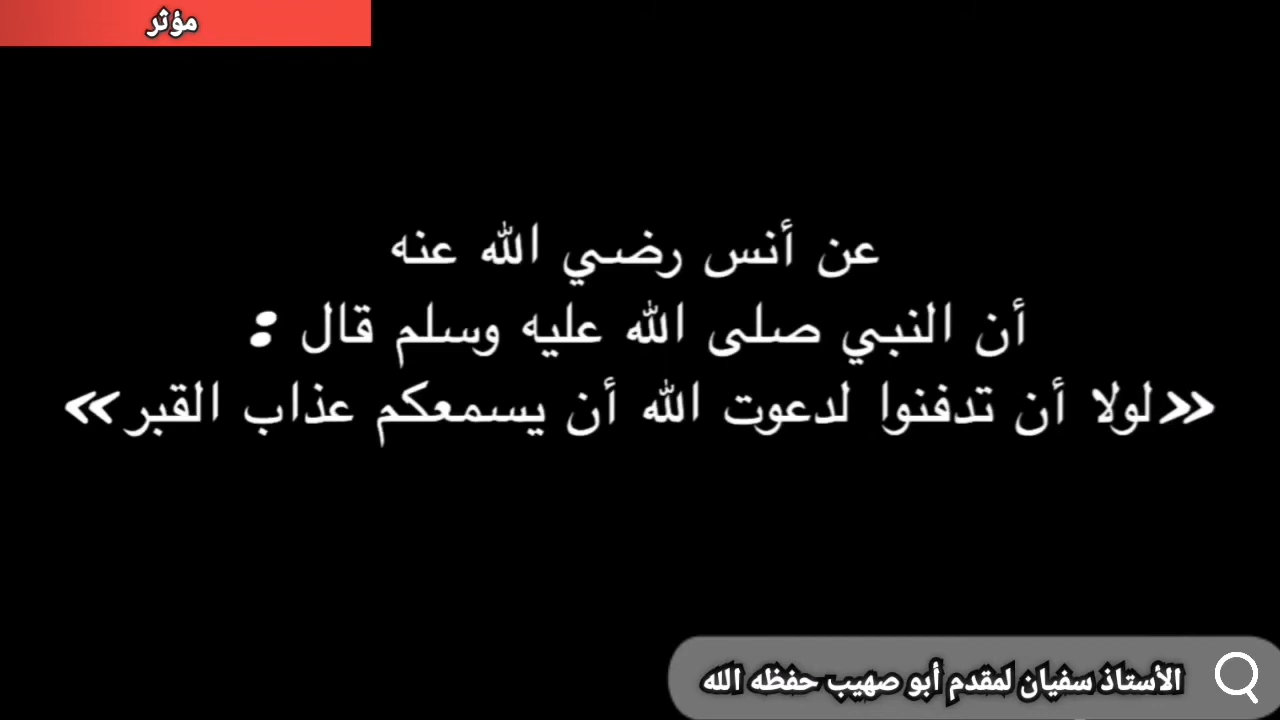 مؤثر
عن أنس رضي الله عنه
أن النبي صلى الله عليه وسلم قال :
«لولا أن تدفنوا لدعوت الله أن يسمعكم عذاب القبر»
الأستاذ سفيان لمقدم أبو صهيب حفظه الله